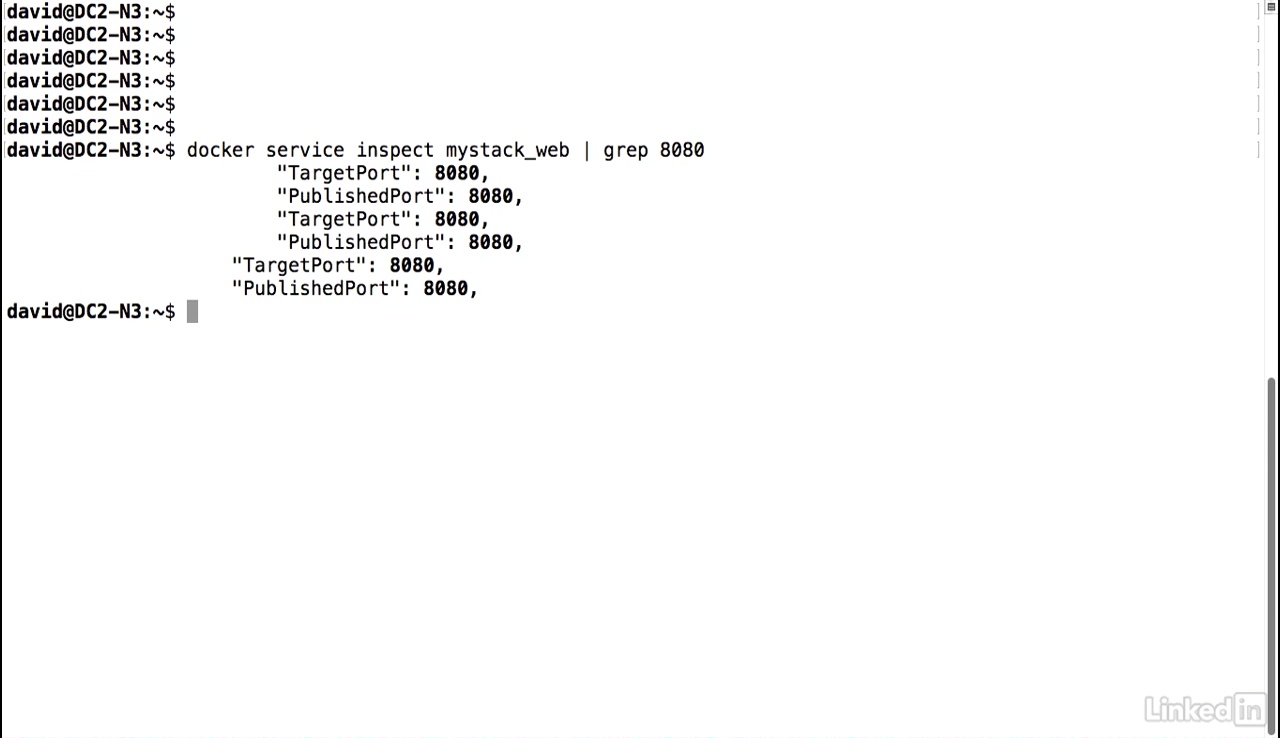 david@DC2-N3:~$
david@DC2-N3:~$
david@DC2-N3:~$
david@DC2-N3:~$
david@DC2-N3:~$
david@DC2-N3:~$
david@DC2-N3:~$ docker service inspect mystack_web | grep 8080
"TargetPort": 8080,
"PublishedPort": 8080,
"TargetPort": 8080,
"PublishedPort": 8080,
"TargetPort": 8080,
"PublishedPort": 8080,
david@DC2-N3:~$
LinkedIn